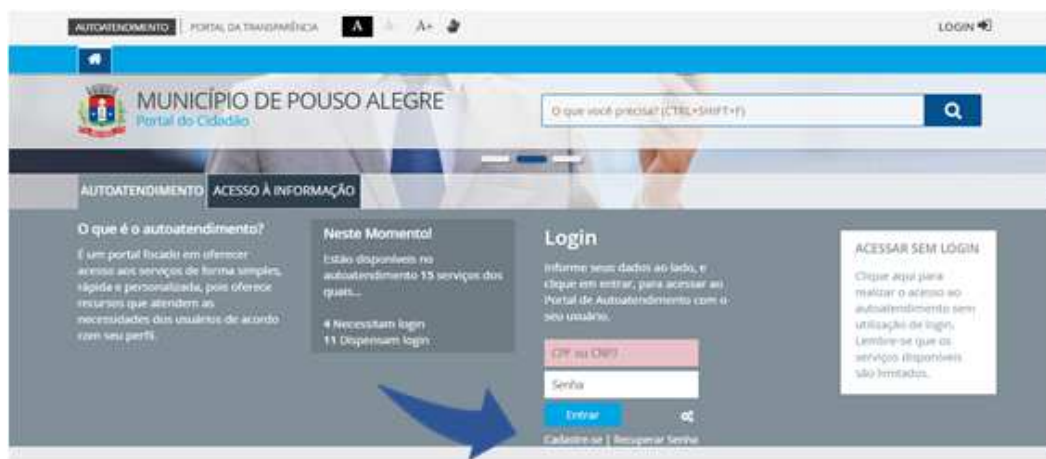 AUTOATENDIMENTO | PORTAL DA TRANSPARÊNCIA A A- A+ LOGIN
MUNICÍPIO DE POUSO ALEGRE
Portal do Cidadão
O que você precisa? (CTRL+SHIFT+F)
AUTOATENDIMENTO ACESSO À INFORMAÇÃO
O que é o autoatendimento?
É um portal focado em oferecer
acesso aos serviços de forma simples,
rápida e personalizada, pois oferece
recursos que atendem as
necessidades dos usuários de acordo
com seu perfil.
Neste Momento!
Estão disponíveis no
autoatendimento 15 serviços dos
quais...
4 Necessitam login
11 Dispensam login
Login
Informe seus dados ao lado, e
clique em entrar, para acessar ao
Portal de Autoatendimento com o
seu usuário.
CPF ou CNPJ
Senha
Entrar
Cadastre-se | Recuperar Senha
ACESSAR SEM LOGIN
Clique aqui para
realizar o acesso ao
autoatendimento sem
utilização de login.
Lembre-se que os
serviços disponíveis
são limitados.